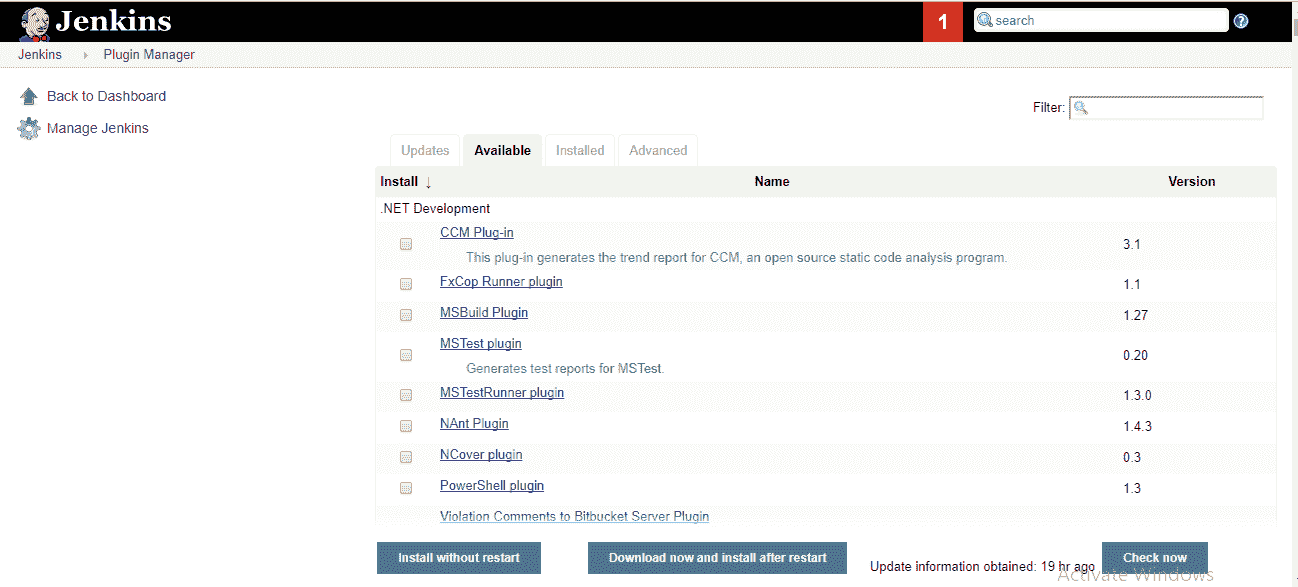 Jenkins
1
search
Jenkins Plugin Manager
Back to Dashboard
Manage Jenkins
Filter:
Updates Available Installed Advanced
Install ↓ Name Version
.NET Development
CCM Plug-in
This plug-in generates the trend report for CCM, an open source static code analysis program.
3.1
FxCop Runner plugin 1.1
MSBuild Plugin 1.27
MSTest plugin
Generates test reports for MSTest.
0.20
MSTestRunner plugin 1.3.0
NAnt Plugin 1.4.3
NCover plugin 0.3
PowerShell plugin 1.3
Violation Comments to Bitbucket Server Plugin
Install without restart Download now and install after restart Update information obtained: 19 hr ago Check now
Activate Windows